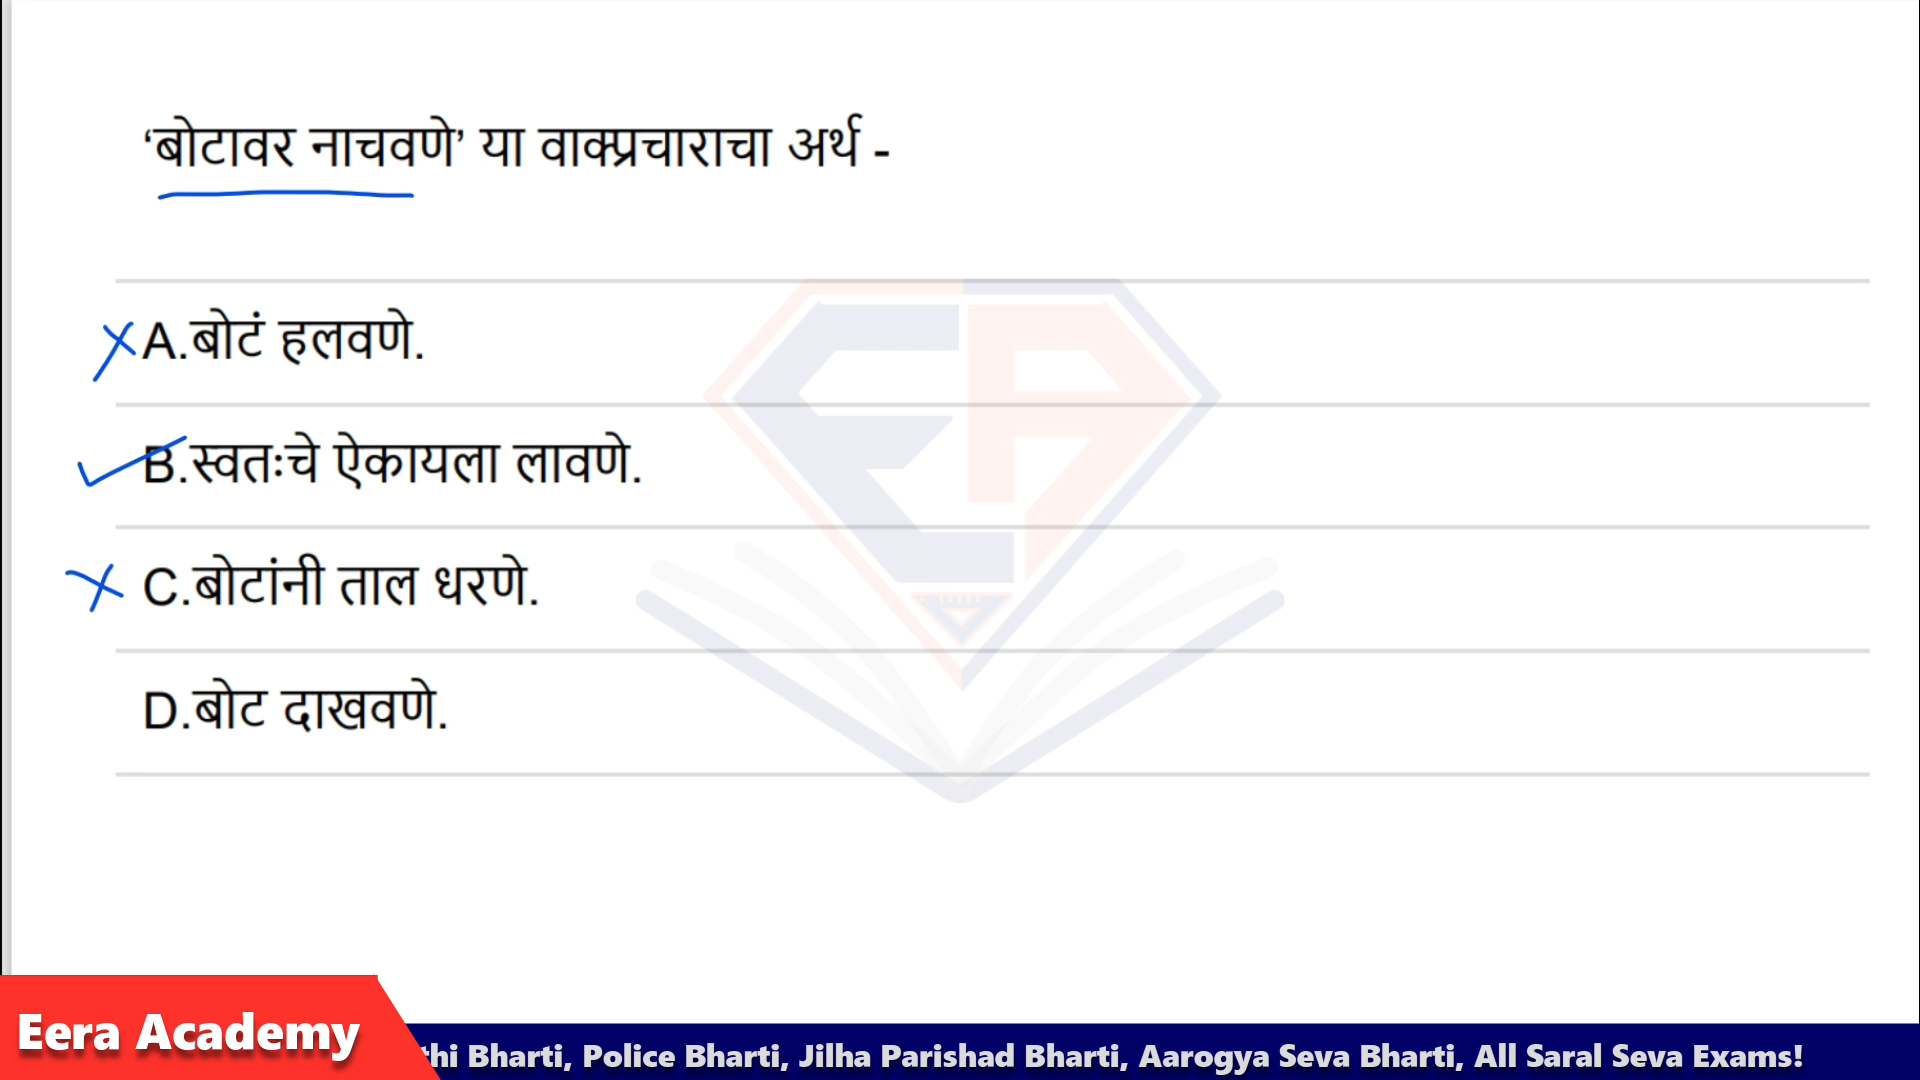 ‘बोटावर नाचवणे’ या वाक्प्रचाराचा अर्थ -
A.बोटं हलवणे.
B.स्वतःचे ऐकायला लावणे.
C.बोटांनी ताल धरणे.
D.बोट दाखवणे.
Eera Academy
thi Bharti, Police Bharti, Jilha Parishad Bharti, Aarogya Seva Bharti, All Saral Seva Exams!